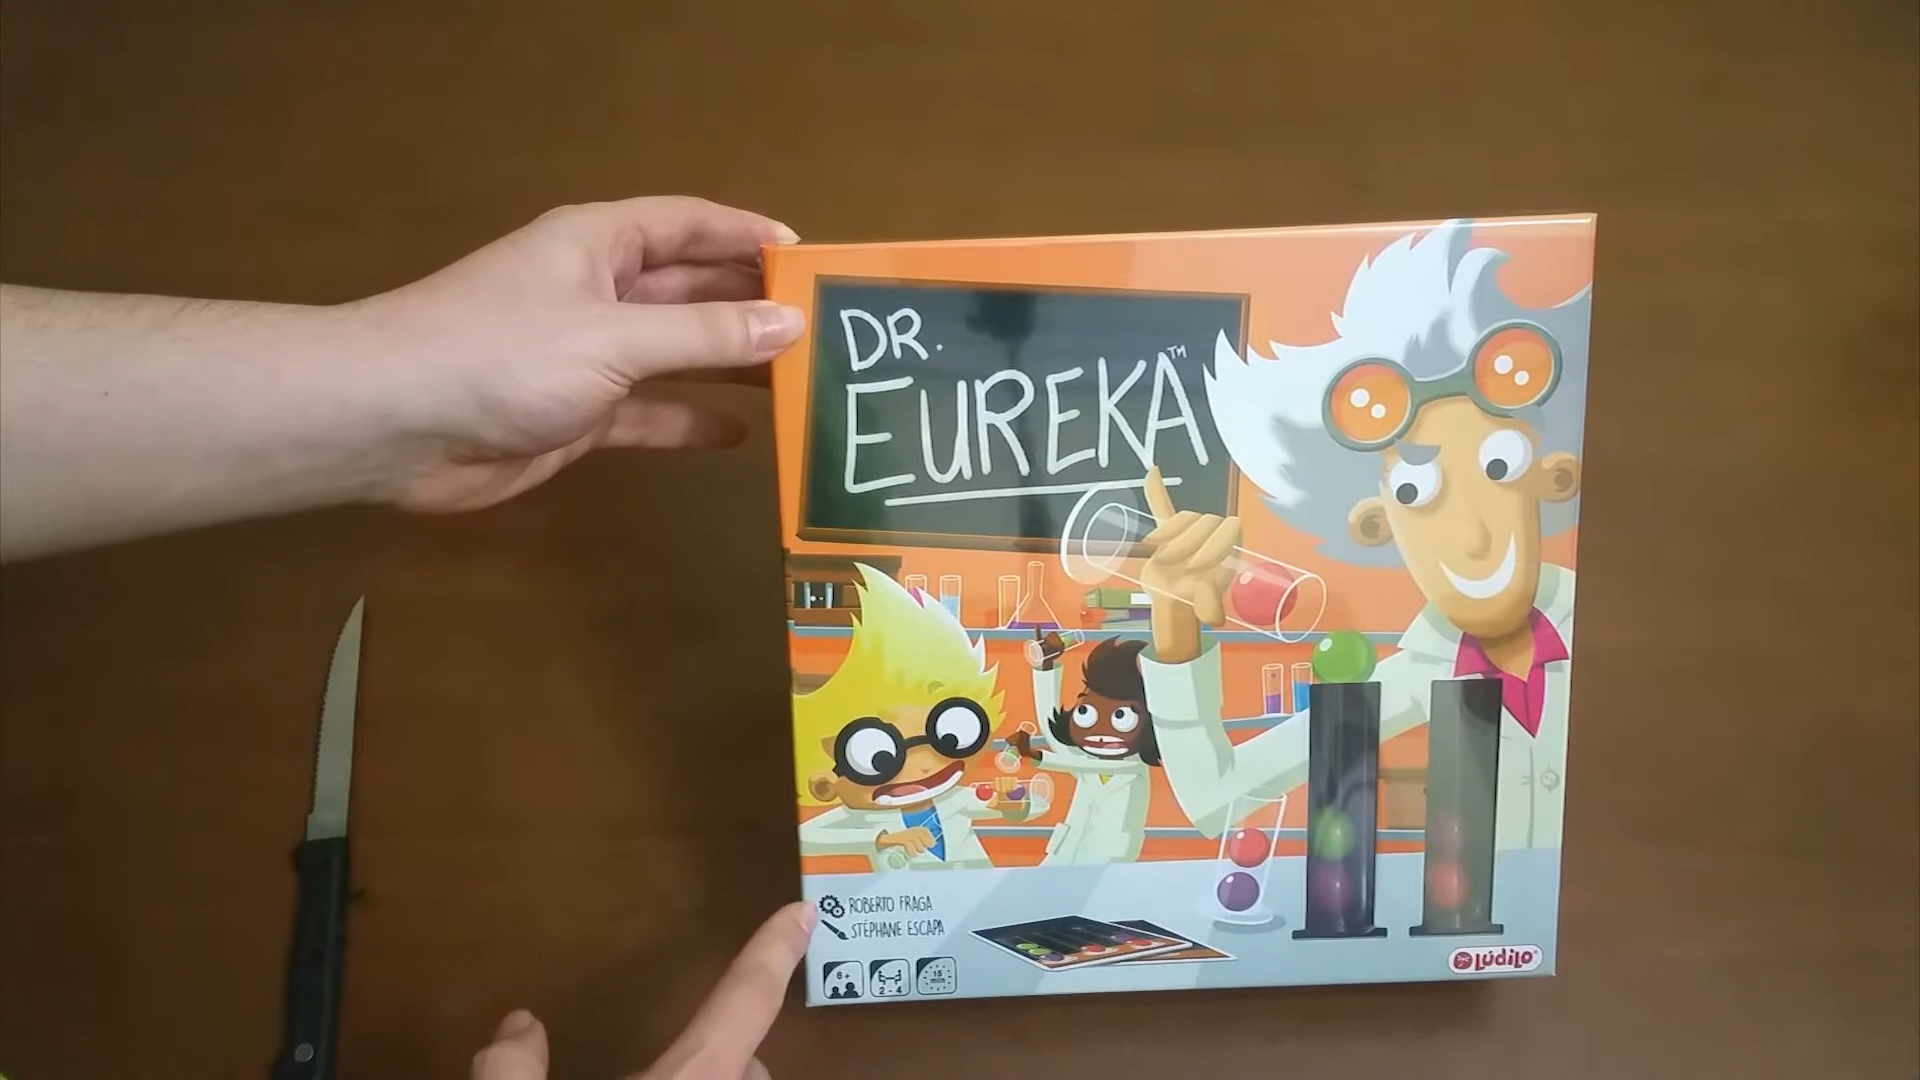 DR.
EUREKA™
ROBERTO FRAGA
STÉPHANE ESCAPA
6+
2 - 4
15
min
LúdiLo®